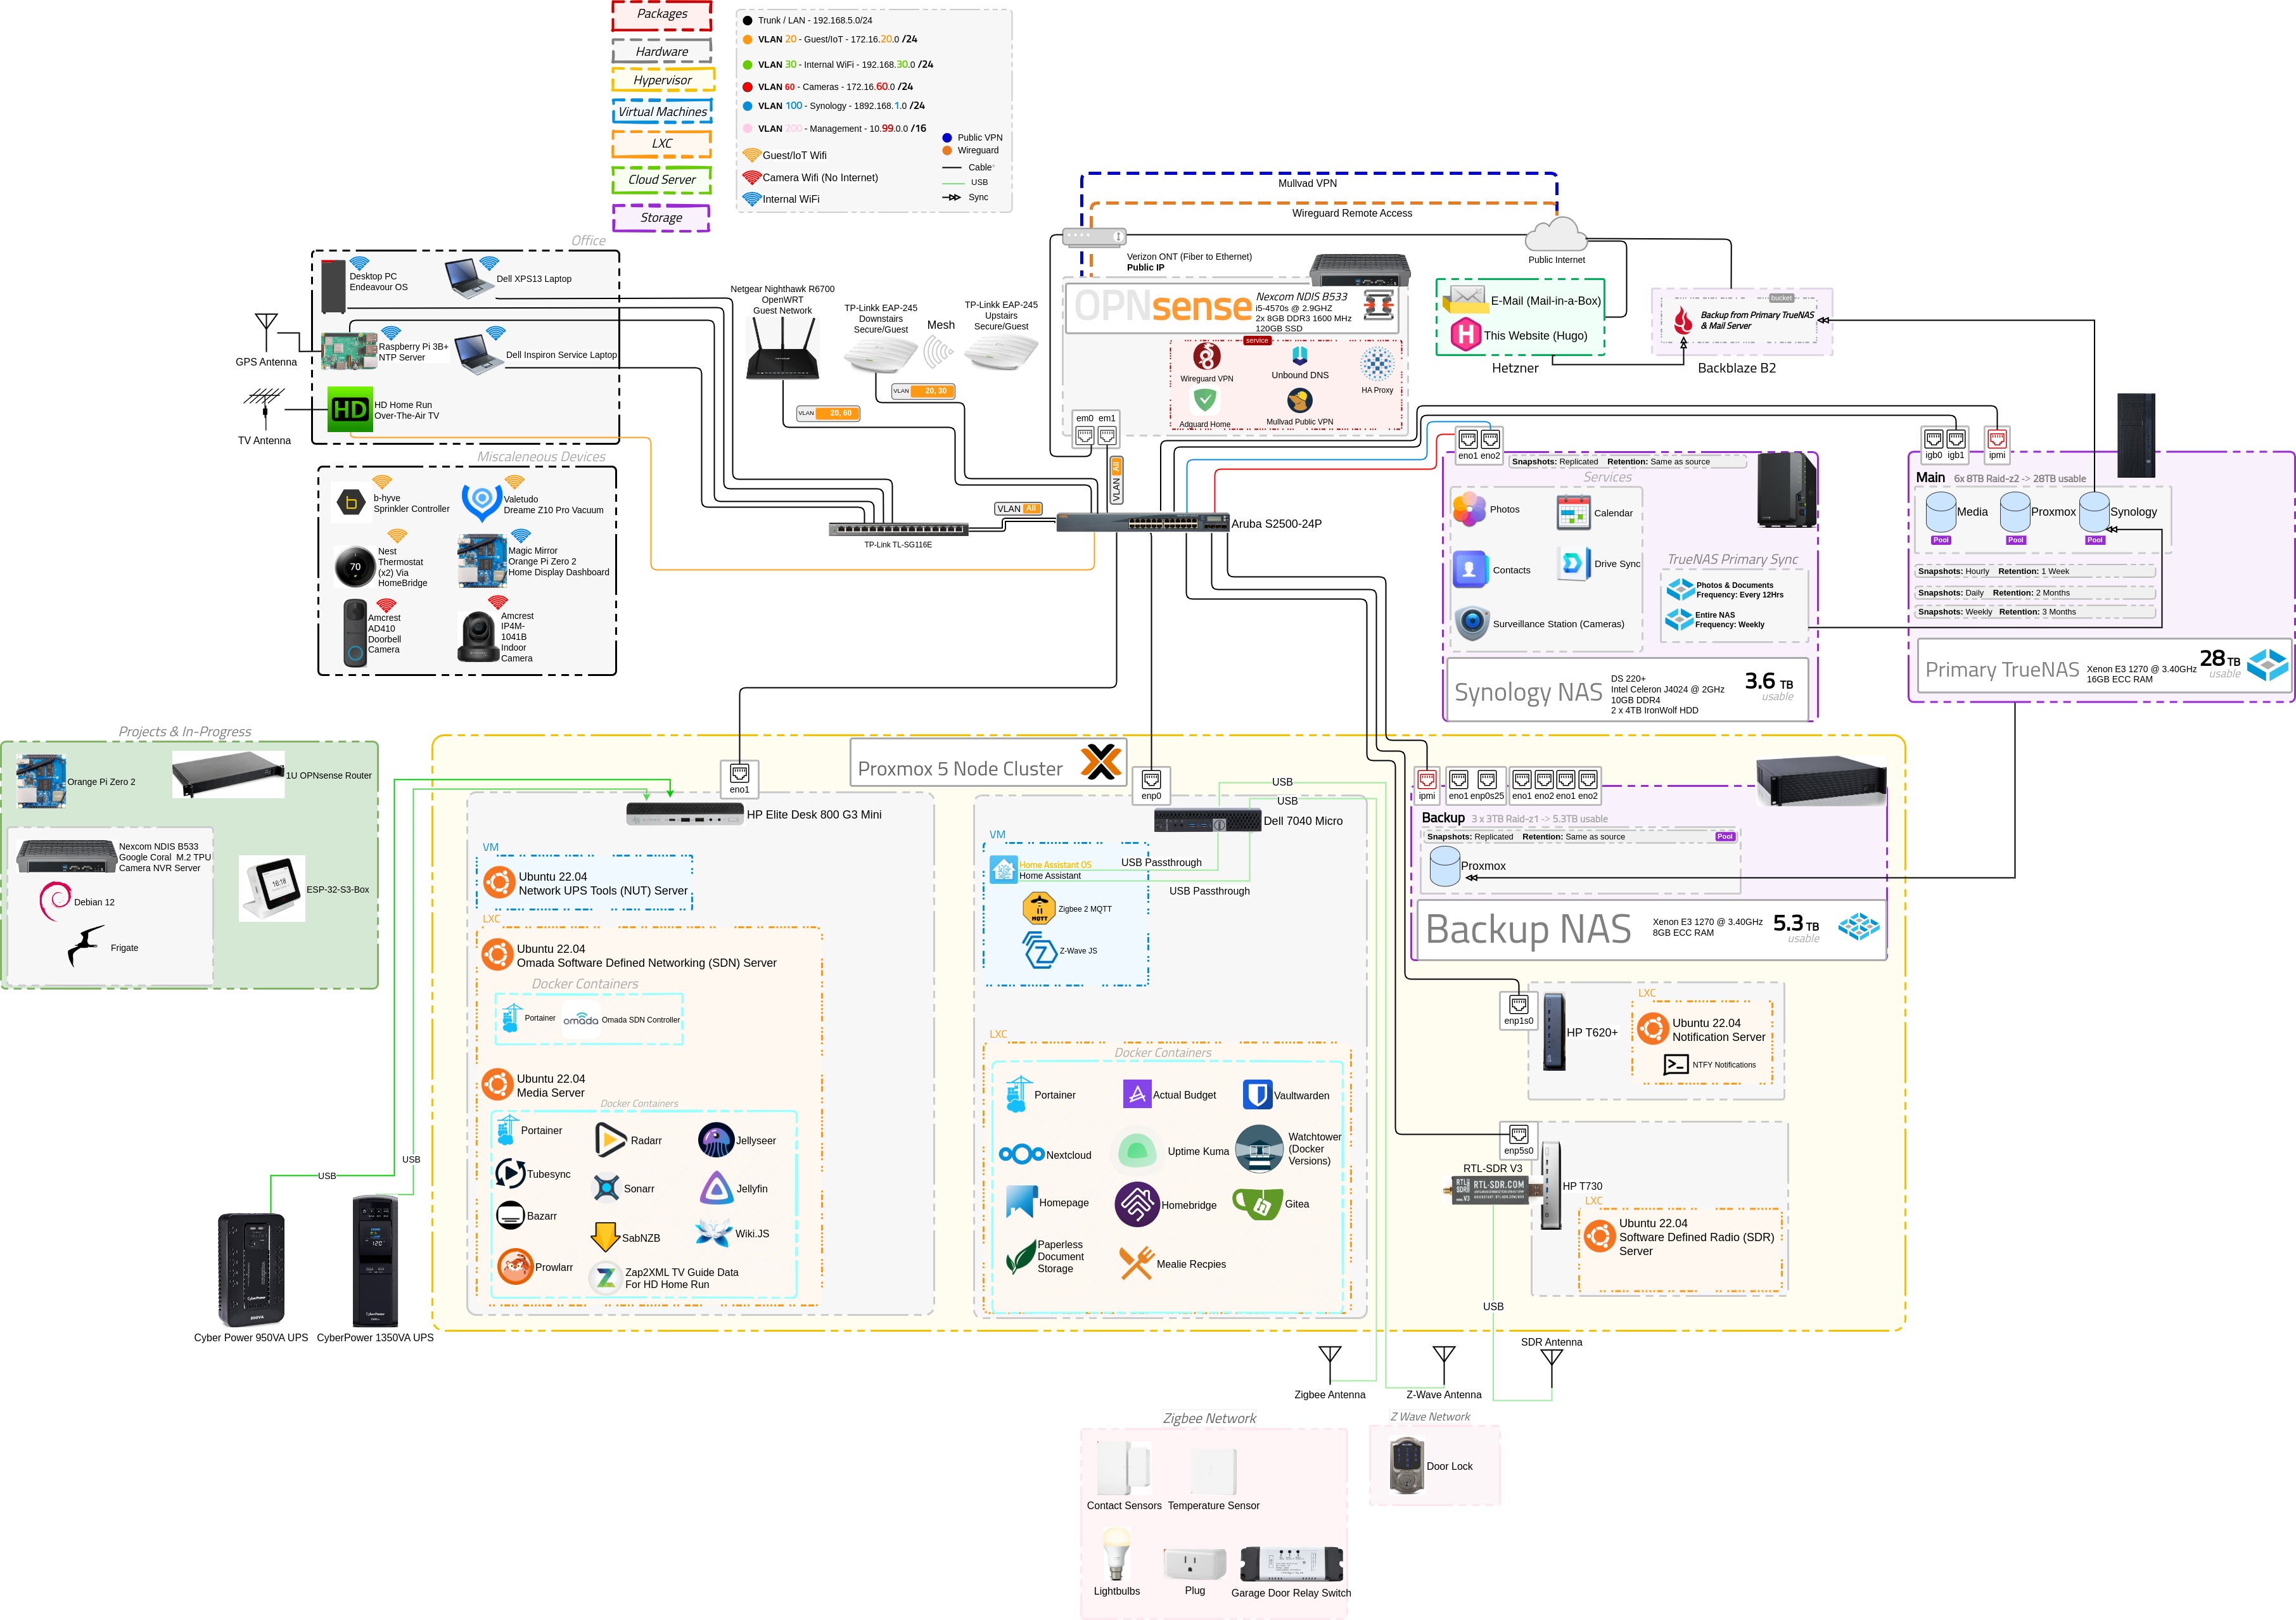 Packages
Hardware
Hypervisor
Virtual Machines
LXC
Cloud Server
Storage
Trunk / LAN - 192.168.5.0/24
VLAN 20 - Guest/IoT - 172.16.20.0 /24
VLAN 30 - Internal WiFi - 192.168.30.0 /24
VLAN 60 - Cameras - 172.16.60.0 /24
VLAN 100 - Synology - 1892.168.1.0 /24
VLAN 200 - Management - 10.99.0.0 /16
Guest/IoT Wifi
Camera Wifi (No Internet)
Internal WiFi
Public VPN
Wireguard
Cable
USB
Sync
Mullvad VPN
Wireguard Remote Access
Public Internet
Verizon ONT (Fiber to Ethernet)
Public IP
OPNsense
Nexcom NDIS B533
i5-4570s @ 2.9GHZ
2x 8GB DDR3 1600 MHz
120GB SSD
service
Wireguard VPN
Unbound DNS
HA Proxy
Adguard Home
Mullvad Public VPN
em0 em1
VLAN All
E-Mail (Mail-in-a-Box)
This Website (Hugo)
Hetzner
bucket
Backup from Primary TrueNAS
& Mail Server
Backblaze B2
Office
Desktop PC
Endeavour OS
Dell XPS13 Laptop
Raspberry Pi 3B+
NTP Server
Dell Inspiron Service Laptop
HD
HD Home Run
Over-The-Air TV
GPS Antenna
TV Antenna
Netgear Nighthawk R6700
OpenWRT
Guest Network
TP-Linkk EAP-245
Downstairs
Secure/Guest
Mesh
TP-Linkk EAP-245
Upstairs
Secure/Guest
VLAN 20, 30
VLAN 20, 60
Miscaleneous Devices
b-hyve
Sprinkler Controller
Valetudo
Dreame Z10 Pro Vacuum
70
Nest
Thermostat
(x2) Via
HomeBridge
Magic Mirror
Orange Pi Zero 2
Home Display Dashboard
Amcrest
AD410
Doorbell
Camera
Amcrest
IP4M-
1041B
Indoor
Camera
VLAN All
TP-Link TL-SG116E
Aruba S2500-24P
eno1 eno2
Snapshots: Replicated Retention: Same as source
Services
Photos
Calendar
Contacts
Drive Sync
Surveillance Station (Cameras)
TrueNAS Primary Sync
Photos & Documents
Frequency: Every 12Hrs
Entire NAS
Frequency: Weekly
Synology NAS
DS 220+
Intel Celeron J4024 @ 2GHz
10GB DDR4
2 x 4TB IronWolf HDD
3.6 TB
usable
igb0 igb1
ipmi
Main 6x 8TB Raid-z2 -> 28TB usable
Media
Proxmox
Synology
Pool
Pool
Pool
Snapshots: Hourly Retention: 1 Week
Snapshots: Daily Retention: 2 Months
Snapshots: Weekly Retention: 3 Months
Primary TrueNAS
Xenon E3 1270 @ 3.40GHz
16GB ECC RAM
28 TB
usable
Projects & In-Progress
Orange Pi Zero 2
1U OPNsense Router
Nexcom NDIS B533
Google Coral M.2 TPU
Camera NVR Server
Debian 12
Frigate
16:18
ESP-32-S3-Box
USB
USB
Cyber Power 950VA UPS
CyberPower 1350VA UPS
Proxmox 5 Node Cluster
eno1
HP Elite Desk 800 G3 Mini
VM
Ubuntu 22.04
Network UPS Tools (NUT) Server
LXC
Ubuntu 22.04
Omada Software Defined Networking (SDN) Server
Docker Containers
Portainer
omada
Omada SDN Controller
Ubuntu 22.04
Media Server
Docker Containers
Portainer
Radarr
Jellyseer
Tubesync
Sonarr
Jellyfin
Bazarr
SabNZB
Wiki.JS
Prowlarr
Zap2XML TV Guide Data
For HD Home Run
enp0
USB
USB
Dell 7040 Micro
VM
Home Assistant OS
Home Assistant
USB Passthrough
USB Passthrough
MQTT
Zigbee 2 MQTT
Z-Wave JS
LXC
Docker Containers
Portainer
Actual Budget
Vaultwarden
Nextcloud
Uptime Kuma
Watchtower
(Docker
Versions)
Homepage
Homebridge
Gitea
Paperless
Document
Storage
Mealie Recpies
ipmi
eno1 enp0s25
eno1 eno2 eno1 eno2
Backup 3 x 3TB Raid-z1 -> 5.3TB usable
Snapshots: Replicated Retention: Same as source
Pool
Proxmox
Backup NAS
Xenon E3 1270 @ 3.40GHz
8GB ECC RAM
5.3 TB
usable
enp1s0
HP T620+
LXC
Ubuntu 22.04
Notification Server
NTFY Notifications
enp5s0
RTL-SDR V3
RTL-SDR.COM
HP T730
LXC
Ubuntu 22.04
Software Defined Radio (SDR)
Server
USB
Zigbee Antenna
Z-Wave Antenna
SDR Antenna
Zigbee Network
Contact Sensors
Temperature Sensor
Lightbulbs
Plug
Garage Door Relay Switch
Z Wave Network
Door Lock